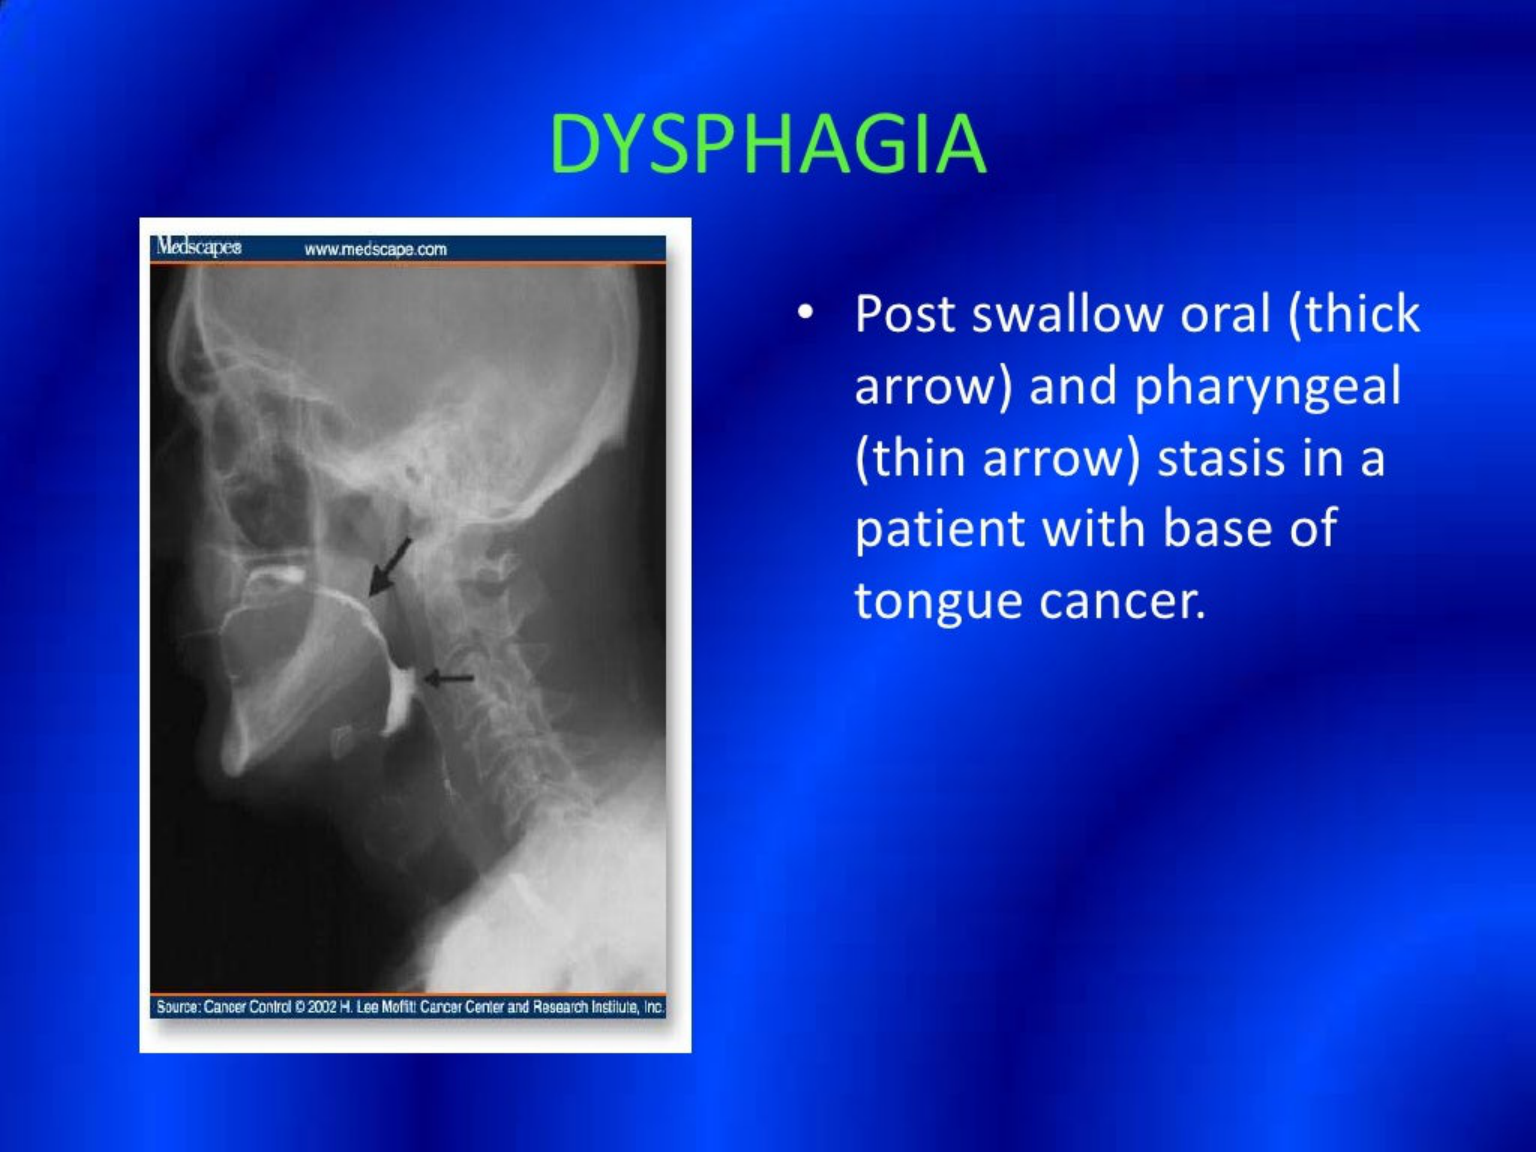 DYSPHAGIA
Medscape®
www.medscape.com
• Post swallow oral (thick
arrow) and pharyngeal
(thin arrow) stasis in a
patient with base of
tongue cancer.
Source: Cancer Control © 2002 H. Lee Moffitt Cancer Center and Research Institute, Inc.